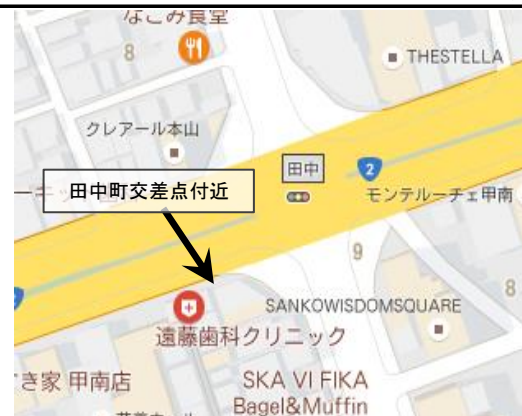 なごみ食堂
8
THESTELLA
クレアール本山
田中
2
田中町交差点付近
モンテルーチェ甲南
9
8
SANKOWISDOMSQUARE
遠藤歯科クリニック
き家 甲南店
SKA VI FIKA
Bagel&Muffin